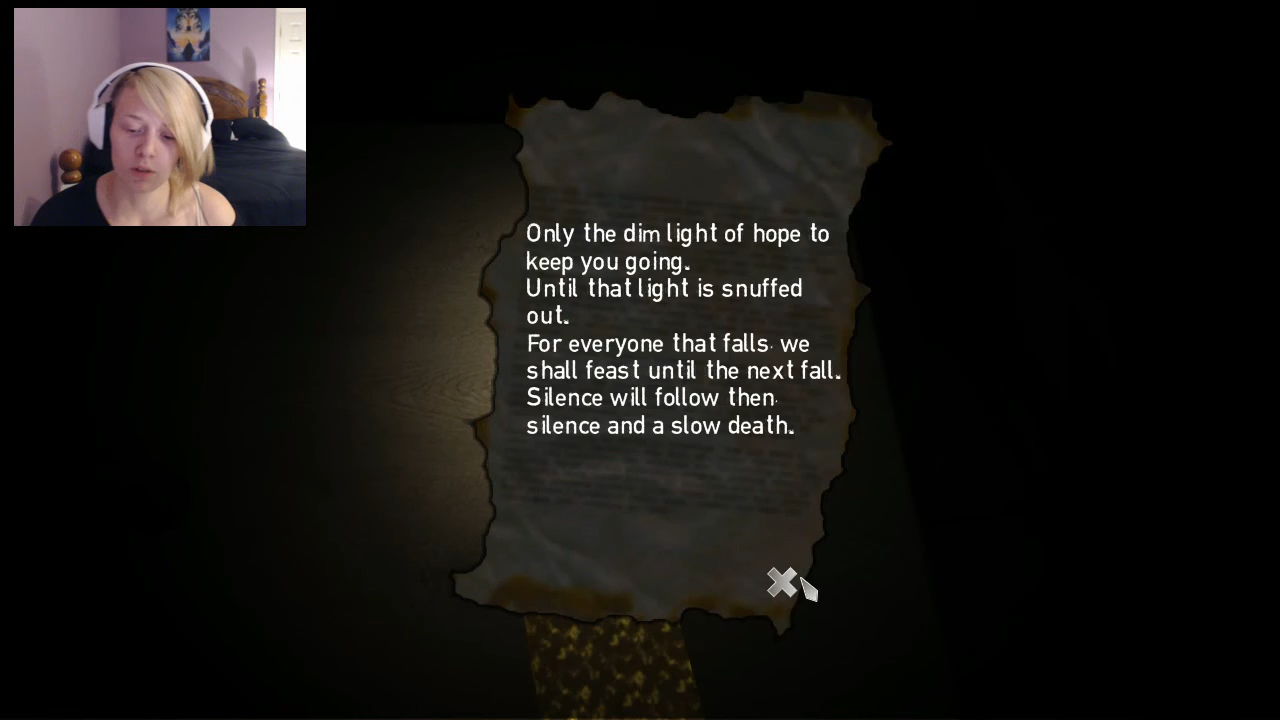 Only the dim light of hope to
keep you going.
Until that light is snuffed
out.
For everyone that falls, we
shall feast until the next fall.
Silence will follow then,
silence and a slow death.